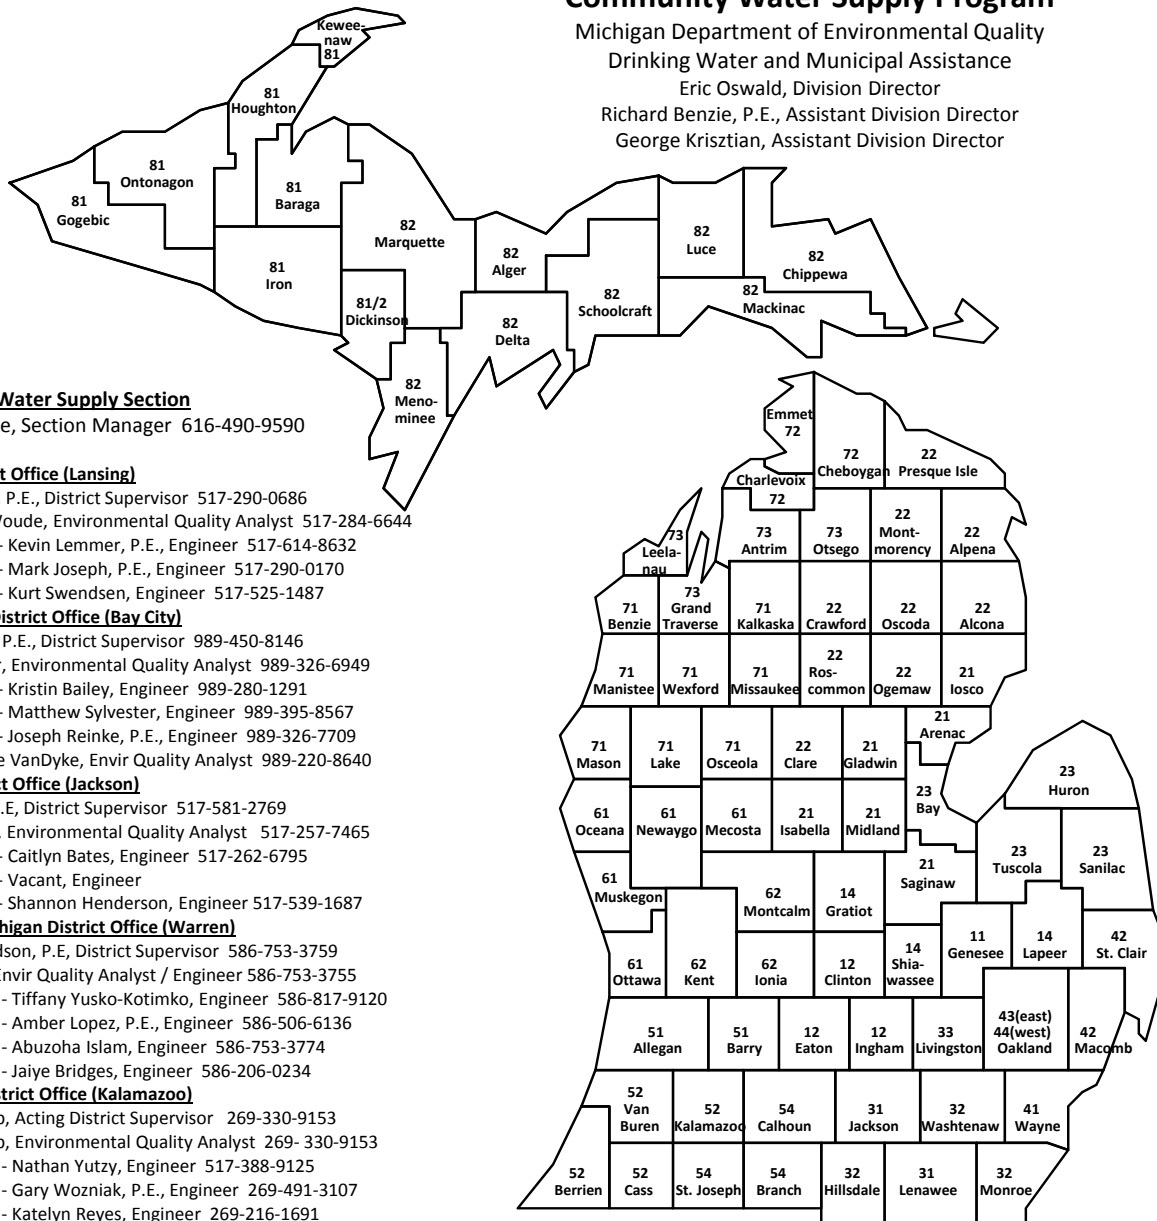 Community Water Supply Program
Michigan Department of Environmental Quality
Drinking Water and Municipal Assistance
Eric Oswald, Division Director
Richard Benzie, P.E., Assistant Division Director
George Krisztian, Assistant Division Director
Kewee-
naw
81
81
Houghton
81
Ontonagon
81
Gogebic
81
Baraga
81
Iron
82
Marquette
81/2
Dickinson
82
Alger
82
Delta
82
Meno-
minee
82
Schoolcraft
82
Luce
82
Chippewa
82
Mackinac
Water Supply Section
e, Section Manager 616-490-9590
t Office (Lansing)
P.E., District Supervisor 517-290-0686
Woude, Environmental Quality Analyst 517-284-6644
- Kevin Lemmer, P.E., Engineer 517-614-8632
- Mark Joseph, P.E., Engineer 517-290-0170
- Kurt Swendsen, Engineer 517-525-1487
District Office (Bay City)
P.E., District Supervisor 989-450-8146
, Environmental Quality Analyst 989-326-6949
- Kristin Bailey, Engineer 989-280-1291
- Matthew Sylvester, Engineer 989-395-8567
- Joseph Reinke, P.E., Engineer 989-326-7709
e VanDyke, Envir Quality Analyst 989-220-8640
ct Office (Jackson)
.E, District Supervisor 517-581-2769
, Environmental Quality Analyst 517-257-7465
- Caitlyn Bates, Engineer 517-262-6795
- Vacant, Engineer
- Shannon Henderson, Engineer 517-539-1687
higan District Office (Warren)
dson, P.E, District Supervisor 586-753-3759
Envir Quality Analyst / Engineer 586-753-3755
- Tiffany Yusko-Kotimko, Engineer 586-817-9120
- Amber Lopez, P.E., Engineer 586-506-6136
- Abuzoha Islam, Engineer 586-753-3774
- Jaiye Bridges, Engineer 586-206-0234
strict Office (Kalamazoo)
o, Acting District Supervisor 269-330-9153
o, Environmental Quality Analyst 269- 330-9153
- Nathan Yutzy, Engineer 517-388-9125
- Gary Wozniak, P.E., Engineer 269-491-3107
- Katelyn Reyes, Engineer 269-216-1691
Emmet
72
72
Cheboygan
22
Presque Isle
Charlevoix
72
73
Leela-
nau
73
Antrim
73
Otsego
22
Mont-
morency
22
Alpena
71
Benzie
73
Grand
Traverse
71
Kalkaska
22
Crawford
22
Oscoda
22
Alcona
71
Manistee
71
Wexford
71
Missaukee
22
Ros-
common
22
Ogemaw
21
Iosco
71
Mason
71
Lake
71
Osceola
22
Clare
21
Gladwin
21
Arenac
23
Huron
61
Oceana
61
Newaygo
61
Mecosta
21
Isabella
21
Midland
23
Bay
61
Muskegon
62
Montcalm
14
Gratiot
21
Saginaw
23
Tuscola
23
Sanilac
61
Ottawa
62
Kent
62
Ionia
12
Clinton
14
Shia-
wassee
11
Genesee
14
Lapeer
42
St. Clair
51
Allegan
51
Barry
12
Eaton
12
Ingham
33
Livingston
43(east)
44(west)
Oakland
42
Macomb
52
Van
Buren
52
Kalamazoo
54
Calhoun
31
Jackson
32
Washtenaw
41
Wayne
52
Berrien
52
Cass
54
St. Joseph
54
Branch
32
Hillsdale
31
Lenawee
32
Monroe